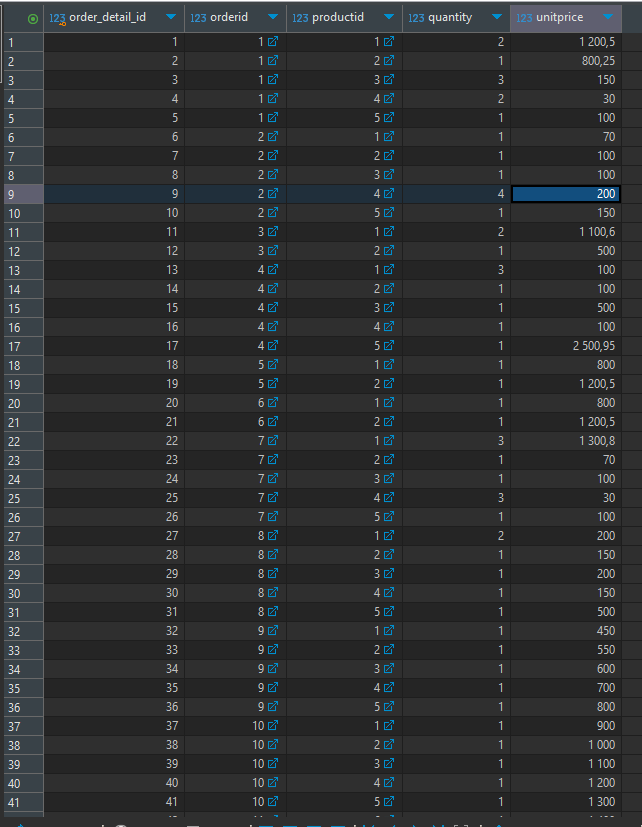 123 order_detail_id 123 orderid 123 productid 123 quantity 123 unitprice
1 1 1 1 2 1 200,5
2 2 1 2 1 800,25
3 3 1 3 3 150
4 4 1 4 2 30
5 5 1 5 1 100
6 6 2 1 1 70
7 7 2 2 1 100
8 8 2 3 1 100
9 9 2 4 4 200
10 10 2 5 1 150
11 11 3 1 2 1 100,6
12 12 3 2 1 500
13 13 4 1 3 100
14 14 4 2 1 100
15 15 4 3 1 500
16 16 4 4 1 100
17 17 4 5 1 2 500,95
18 18 5 1 1 800
19 19 5 2 1 1 200,5
20 20 6 1 1 800
21 21 6 2 1 1 200,5
22 22 7 1 3 1 300,8
23 23 7 2 1 70
24 24 7 3 1 100
25 25 7 4 3 30
26 26 7 5 1 100
27 27 8 1 2 200
28 28 8 2 1 150
29 29 8 3 1 200
30 30 8 4 1 150
31 31 8 5 1 500
32 32 9 1 1 450
33 33 9 2 1 550
34 34 9 3 1 600
35 35 9 4 1 700
36 36 9 5 1 800
37 37 10 1 1 900
38 38 10 2 1 1 000
39 39 10 3 1 1 100
40 40 10 4 1 1 200
41 41 10 5 1 1 300